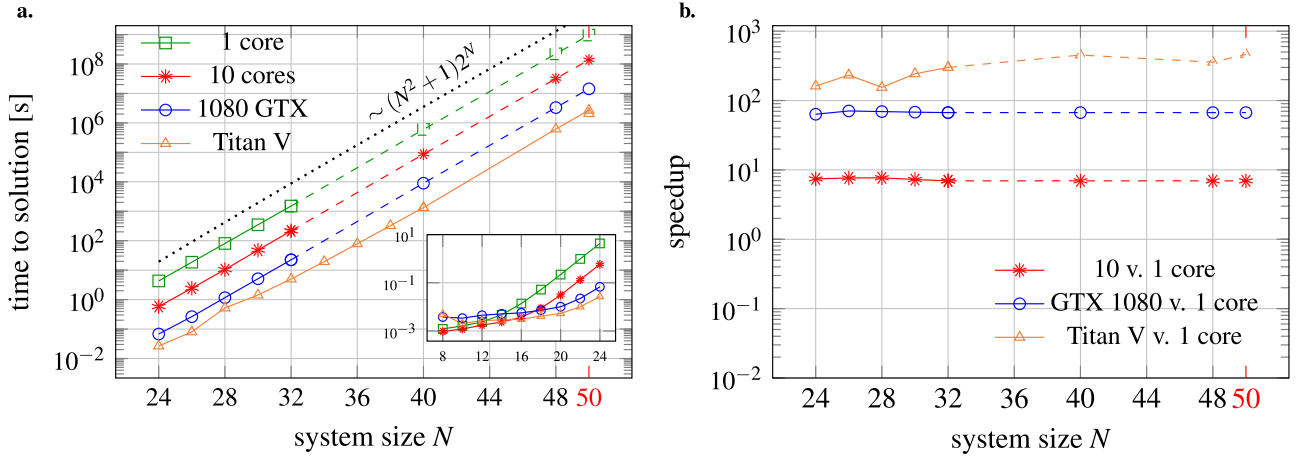 a.
time to solution [s]
10^8
10^6
10^4
10^2
10^0
10^−2
1 core
10 cores
1080 GTX
Titan V
∼ (N^2 + 1)2^N
10^1
10^−1
10^−3
8 12 16 20 24
24 28 32 36 40 44 48 50
system size N
b.
speedup
10^3
10^2
10^1
10^0
10^−1
10^−2
10 v. 1 core
GTX 1080 v. 1 core
Titan V v. 1 core
24 28 32 36 40 44 48 50
system size N